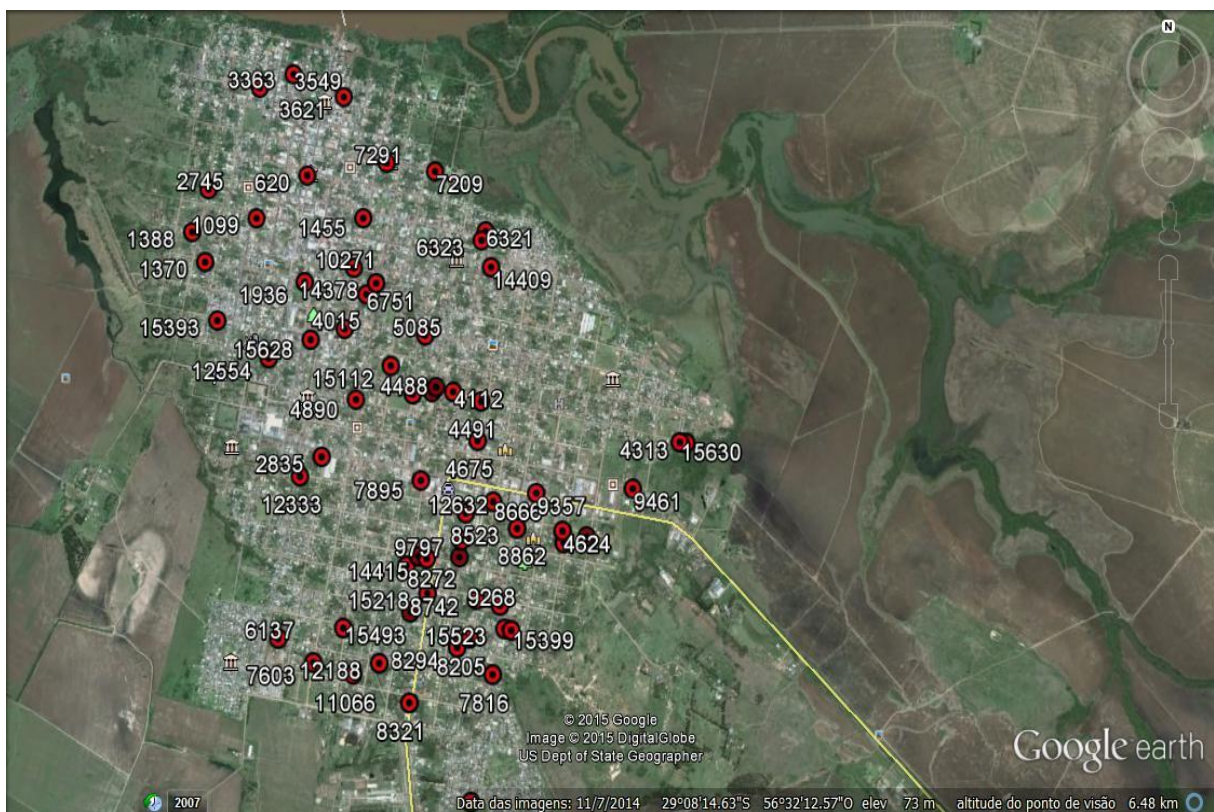 N
3363 3549
3621
7291
2745 620 7209
1099 1455
1388 6323 6321
1370 10271
14409
1936 14378 6751
15393 4015 5085
15628
12554
15112 4488 4112
4890
4491 4313 15630
2835 4675
12333 7895 9461
12632 8666 9357
8523
9797 8862 4624
14415
8272
15218 8742 9268
6137 15493 15523 15399
7603 12188 8294 8205
11066 7816
8321
© 2015 Google
Image © 2015 DigitalGlobe
US Dept of State Geographer
Google earth
2007
Data das imagens: 11/7/2014 29°08'14.63"S 56°32'12.57"O elev 73 m altitude do ponto de visão 6.48 km